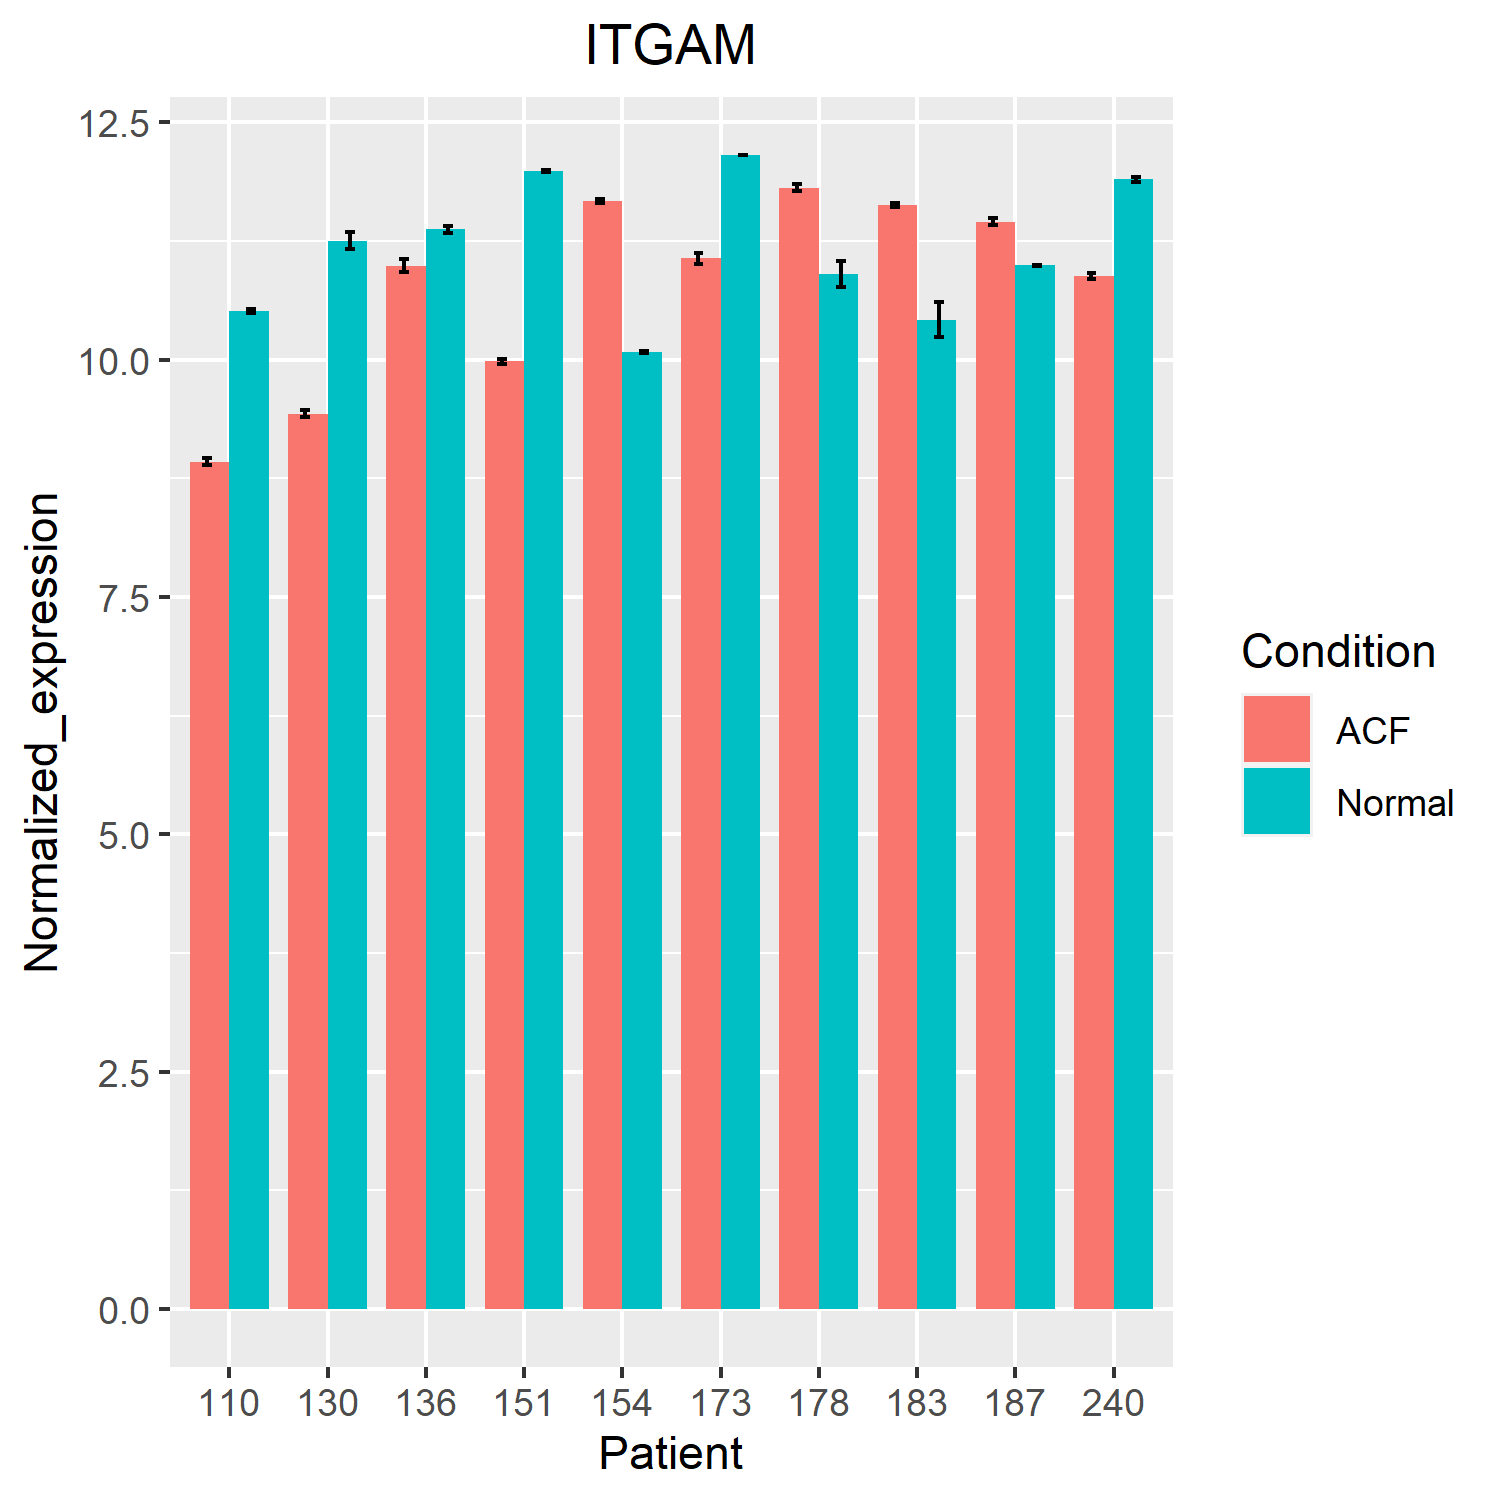 ITGAM
12.5
10.0
7.5
5.0
2.5
0.0
Normalized_expression
110 130 136 151 154 173 178 183 187 240
Patient
Condition
ACF
Normal